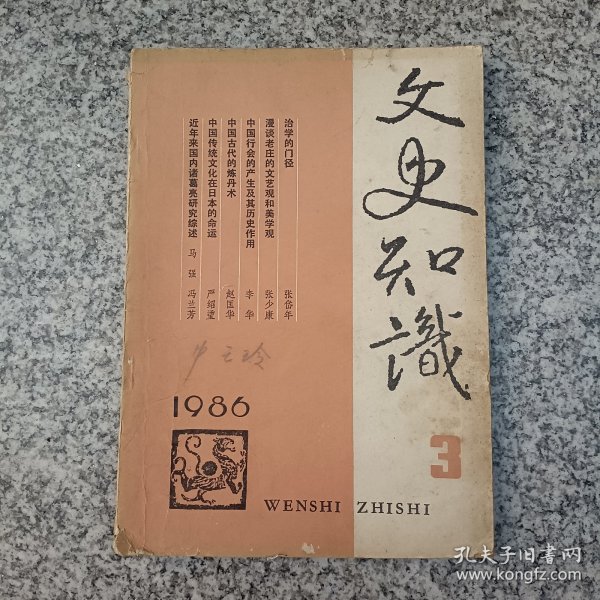 文史知識
治学的门径 张岱年
漫谈老庄的文艺观和美学观 张少康
中国行会的产生及其历史作用 李华
中国古代的炼丹术 赵匡华
中国传统文化在日本的命运 严绍璗
近年来国内诸葛亮研究综述 马强 冯兰芳
1986
3
WENSHI ZHISHI
孔夫子旧书网
www.kongfz.com